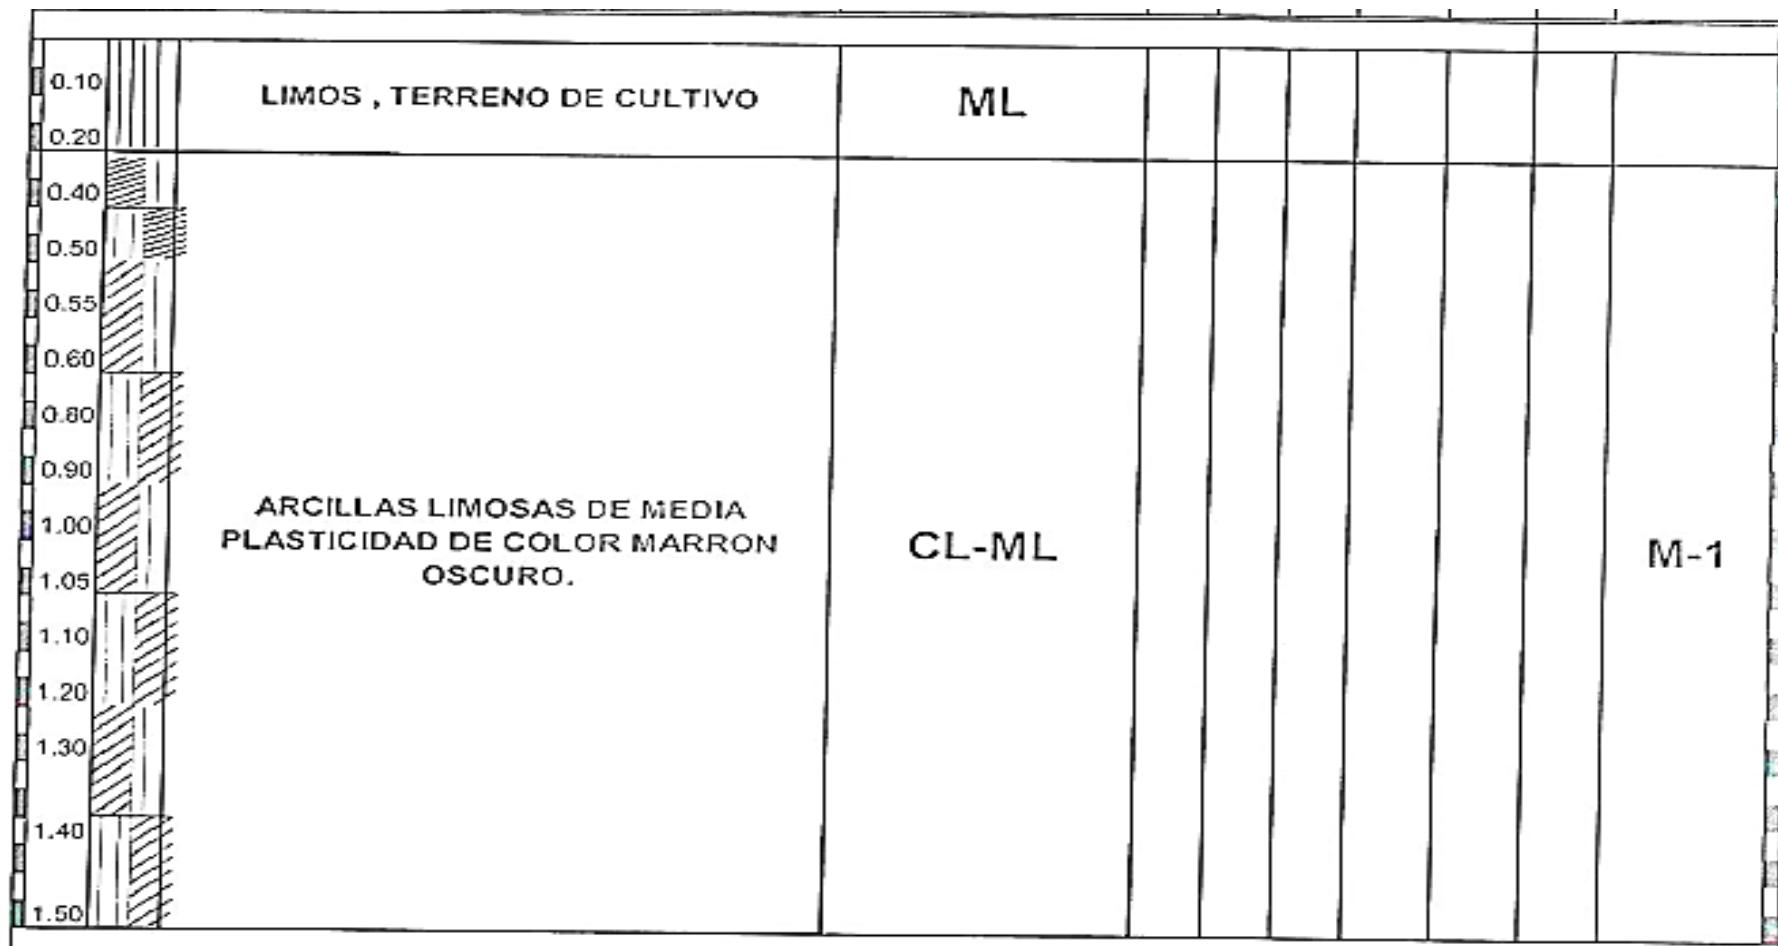 0.10
LIMOS , TERRENO DE CULTIVO
ML
0.20
0.40
0.50
0.55
0.60
0.80
0.90
1.00
ARCILLAS LIMOSAS DE MEDIA
PLASTICIDAD DE COLOR MARRON
OSCURO.
CL-ML
M-1
1.05
1.10
1.20
1.30
1.40
1.50